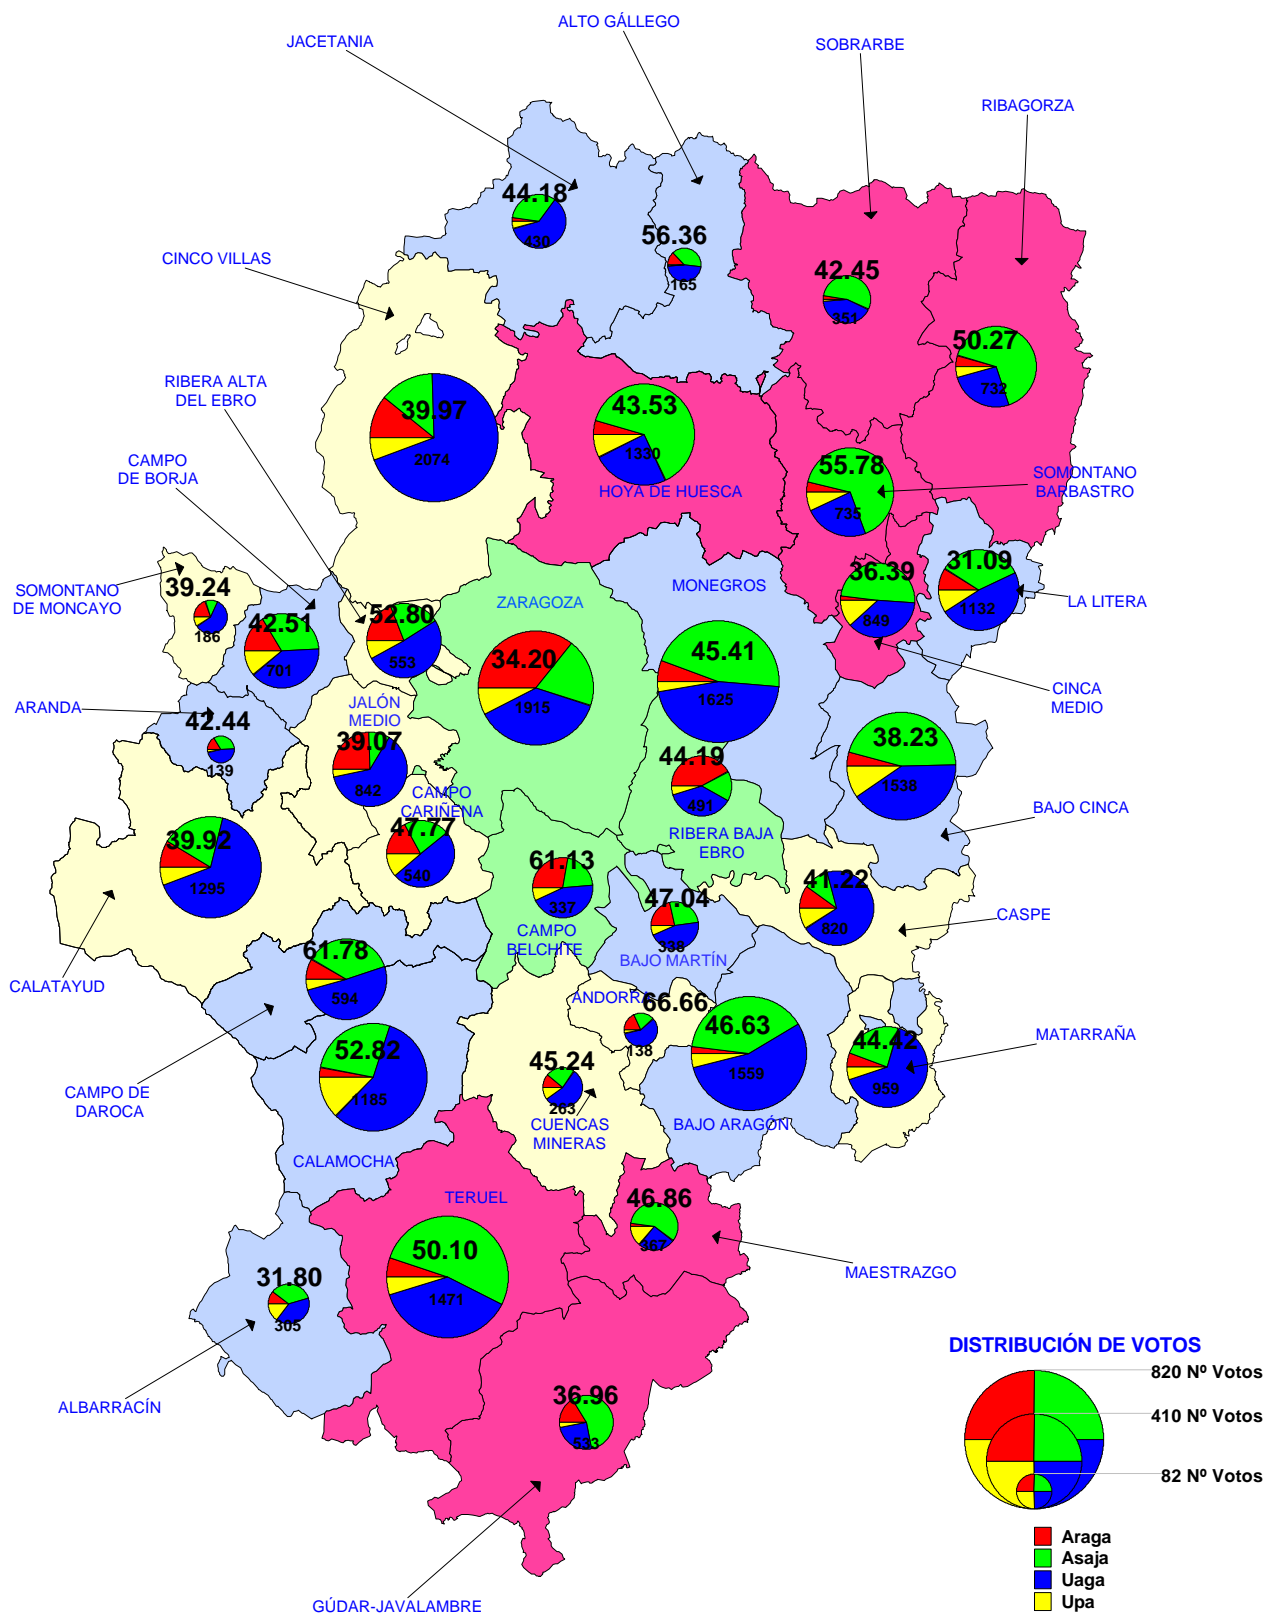 ALTO GÁLLEGO
JACETANIA
SOBRARBE
RIBAGORZA
44.18
430
56.36
165
CINCO VILLAS
42.45
351
50.27
732
RIBERA ALTA
DEL EBRO
39.97
2074
43.53
1330
HOYA DE HUESCA
CAMPO
DE BORJA
55.78
735
SOMONTANO
BARBASTRO
SOMONTANO
DE MONCAYO
39.24
186
42.51
701
52.80
553
ZARAGOZA
34.20
1915
MONEGROS
45.41
1625
36.39
849
31.09
1132
LA LITERA
ARANDA
42.44
139
JALÓN
MEDIO
39.07
842
CINCA
MEDIO
38.23
1538
44.19
491
RIBERA BAJA
EBRO
BAJO CINCA
CAMPO
CARIÑENA
47.77
540
39.92
1295
61.13
337
CAMPO
BELCHITE
47.04
338
BAJO MARTÍN
41.22
820
CASPE
CALATAYUD
61.78
594
ANDORRA
66.66
138
46.63
1559
BAJO ARAGÓN
44.42
959
MATARRAÑA
CAMPO DE
DAROCA
52.82
1185
CALAMOCHA
45.24
263
CUENCAS
MINERAS
TERUEL
50.10
1471
46.86
367
MAESTRAZGO
31.80
305
ALBARRACÍN
36.96
533
GÚDAR-JAVALAMBRE
DISTRIBUCIÓN DE VOTOS
820 Nº Votos
410 Nº Votos
82 Nº Votos
Araga
Asaja
Uaga
Upa